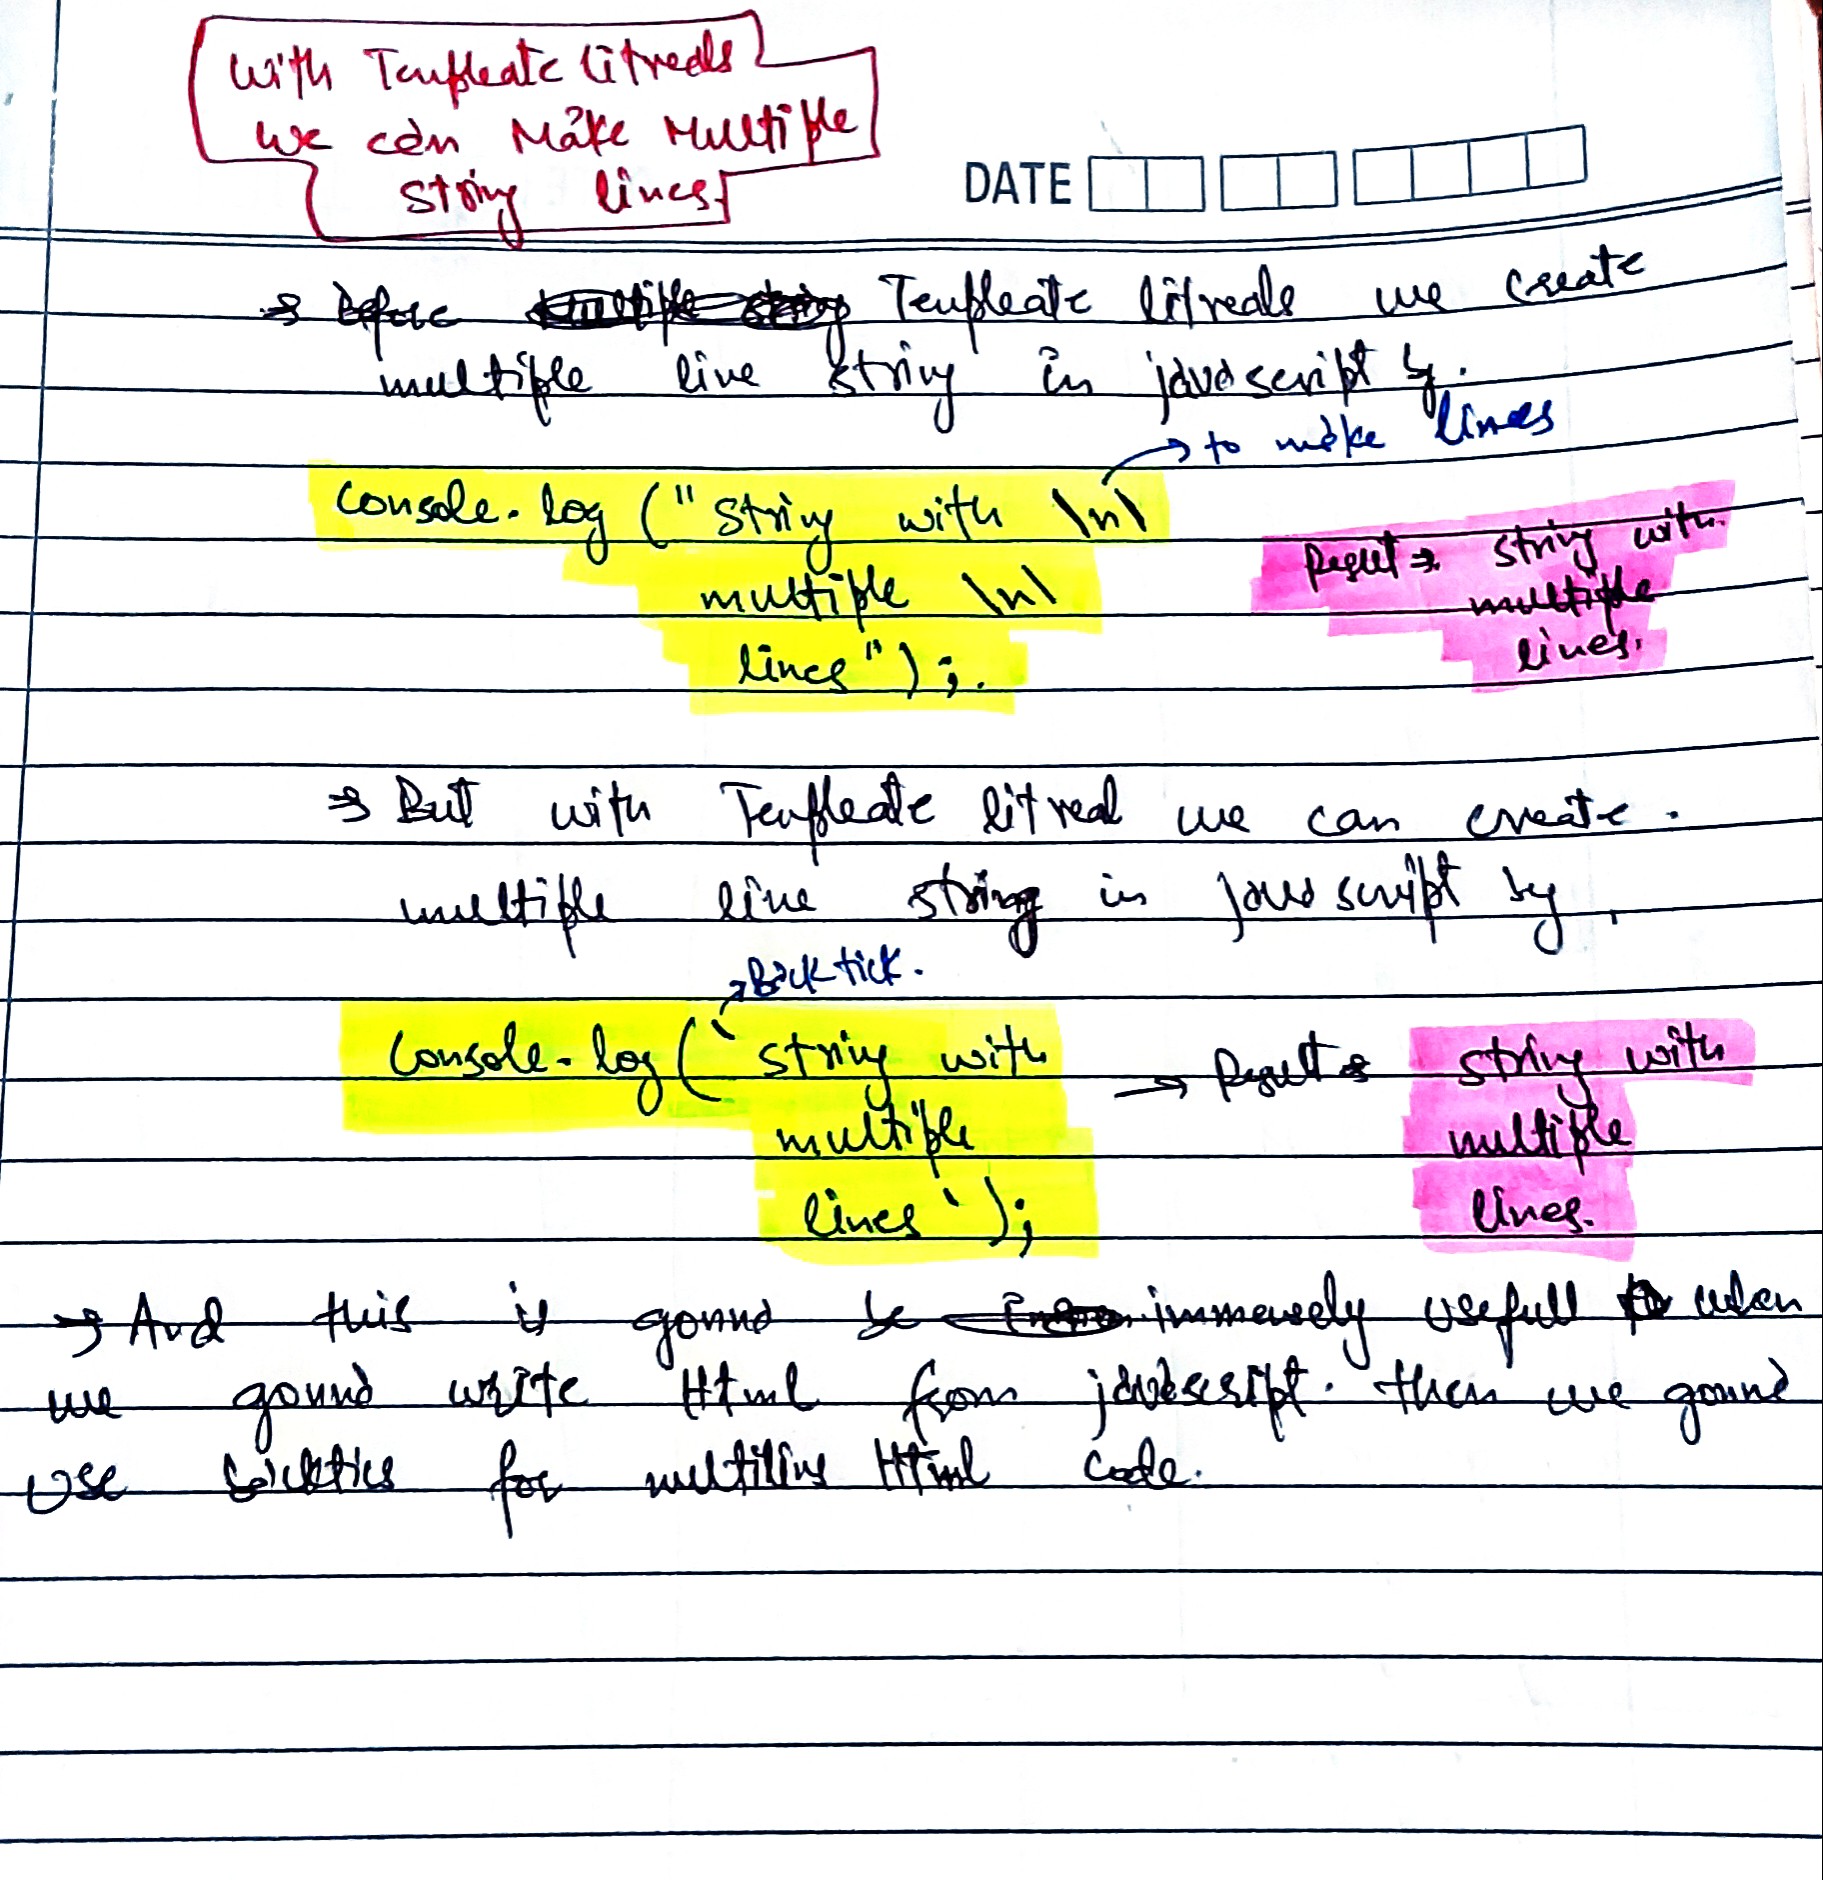 With Templeate Litreals
we can Make Multiple
string lines
DATE
→ Before Templeate litreals we create
multiple line string in javascript by.
→ to make lines
Console.log ("String with \n\
multiple \n\
lines");.
Result ⇒ String with
multiple
lines.
⇒ But with Templeate litreal we can create.
multiple line string in javascript by,
→ Back tick.
Console.log (` string with
multiple
lines `);
→ Result ⇒ string with
multiple
lines.
→ And this is gonna be immensely usefull when
we gonna write Html from javascript. then we gonna
use backtics for multiline Html code.